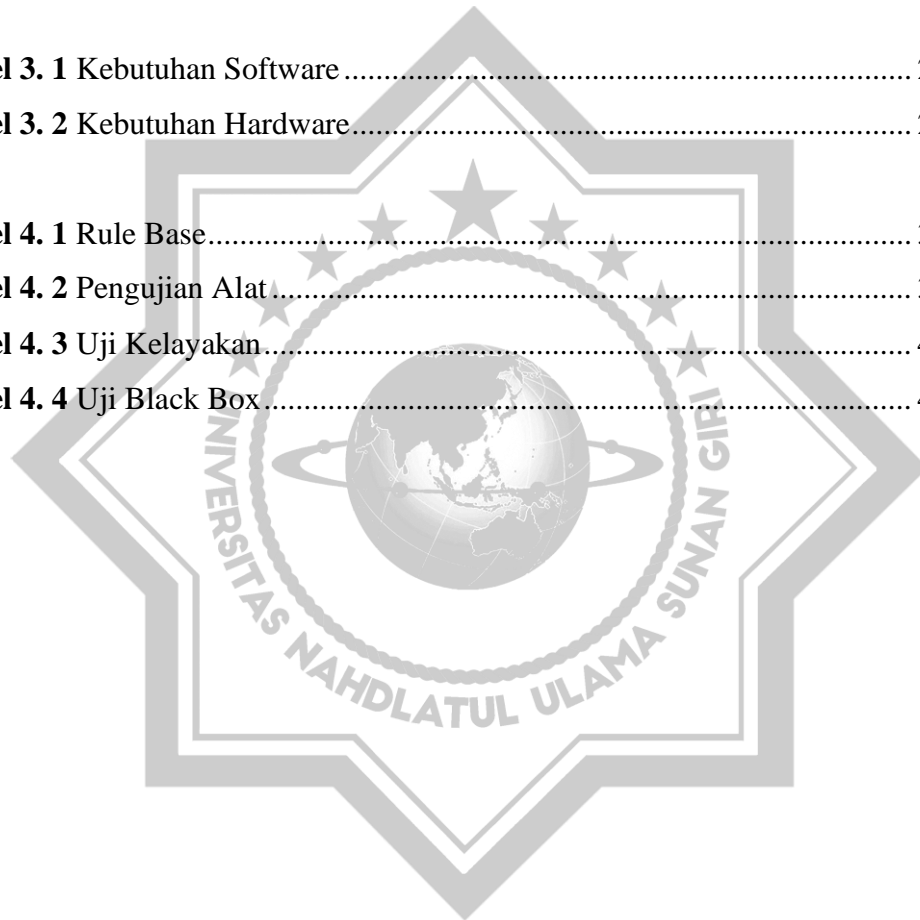 el 3. 1 Kebutuhan Software
el 3. 2 Kebutuhan Hardware
el 4. 1 Rule Base
el 4. 2 Pengujian Alat
el 4. 3 Uji Kelayakan
el 4. 4 Uji Black Box
UNIVERSITAS NAHDLATUL ULAMA SUNAN GIRI